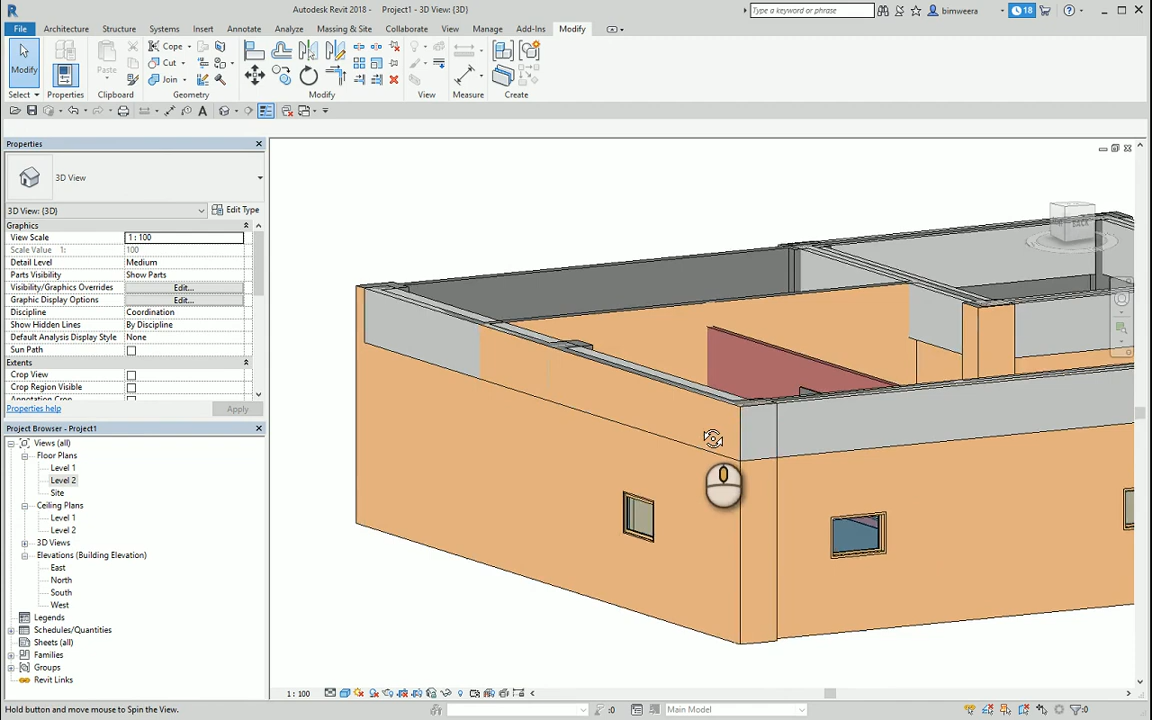 Autodesk Revit 2018 - Project1 - 3D View: {3D}
Type a keyword or phrase
bimweera
18
File Architecture Structure Systems Insert Annotate Analyze Massing & Site Collaborate View Manage Add-Ins Modify
Modify
Paste
Cope
Cut
Join
Select Properties Clipboard Geometry Modify View Measure Create
Properties
3D View
3D View: {3D} Edit Type
Graphics
View Scale 1 : 100
Scale Value 1: 100
Detail Level Medium
Parts Visibility Show Parts
Visibility/Graphics Overrides Edit...
Graphic Display Options Edit...
Discipline Coordination
Show Hidden Lines By Discipline
Default Analysis Display Style None
Sun Path
Extents
Crop View
Crop Region Visible
Annotation Crop
Properties help Apply
Project Browser - Project1
Views (all)
Floor Plans
Level 1
Level 2
Site
Ceiling Plans
Level 1
Level 2
3D Views
Elevations (Building Elevation)
East
North
South
West
Legends
Schedules/Quantities
Sheets (all)
Families
Groups
Revit Links
BACK
1 : 100
Hold button and move mouse to Spin the View.
:0
Main Model
:0